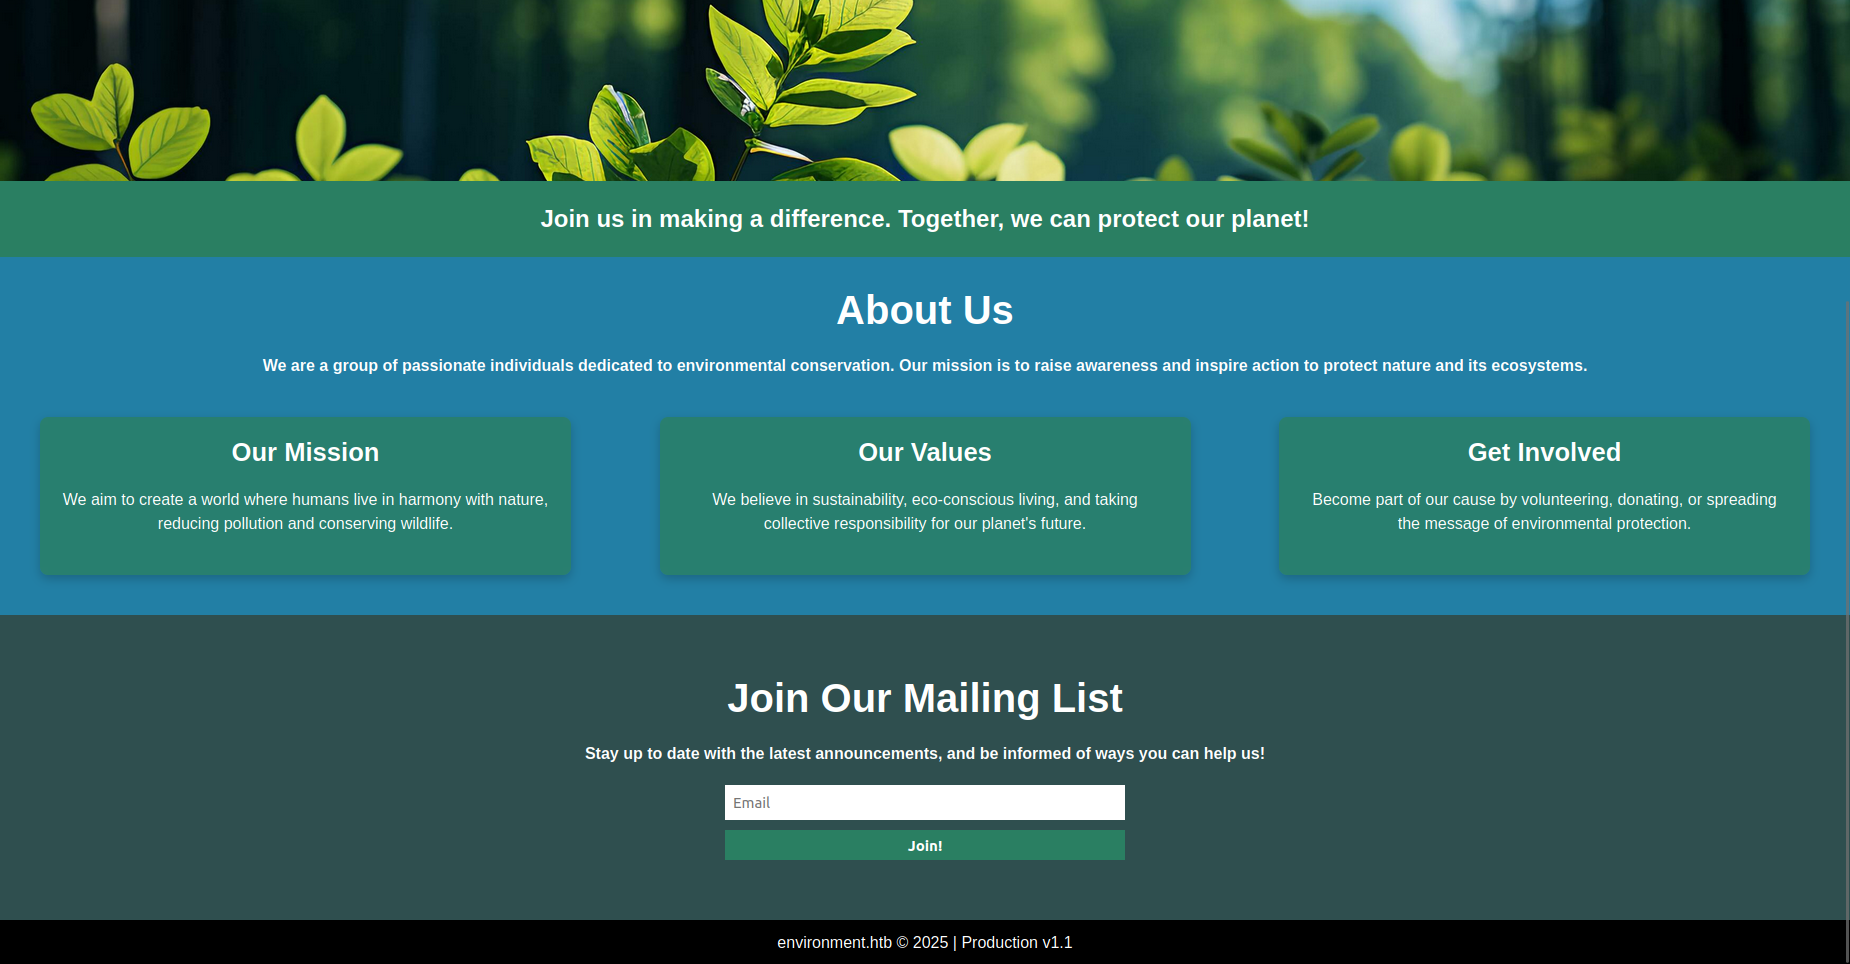 Join us in making a difference. Together, we can protect our planet!
About Us
We are a group of passionate individuals dedicated to environmental conservation. Our mission is to raise awareness and inspire action to protect nature and its ecosystems.
Our Mission
We aim to create a world where humans live in harmony with nature,
reducing pollution and conserving wildlife.
Our Values
We believe in sustainability, eco-conscious living, and taking
collective responsibility for our planet's future.
Get Involved
Become part of our cause by volunteering, donating, or spreading
the message of environmental protection.
Join Our Mailing List
Stay up to date with the latest announcements, and be informed of ways you can help us!
Email
Join!
environment.htb © 2025 | Production v1.1